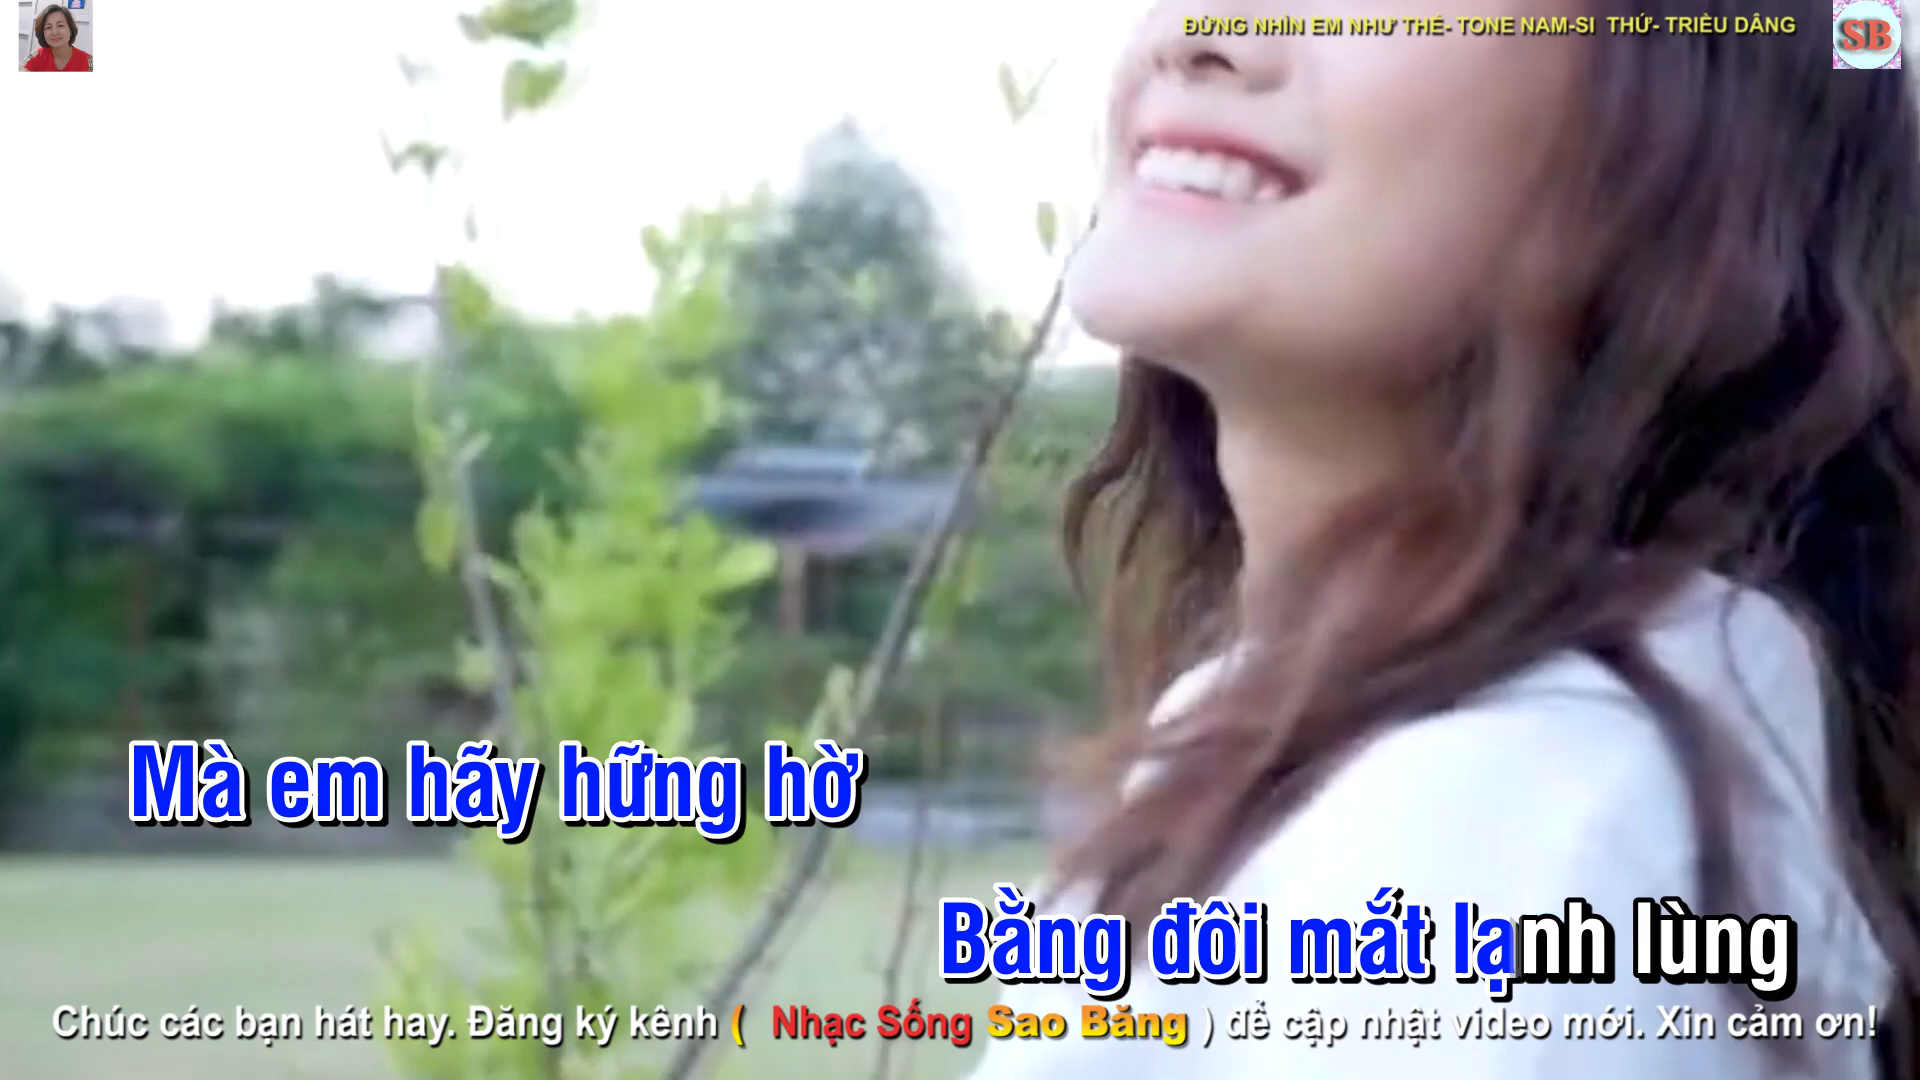 ĐỪNG NHÌN EM NHƯ THẾ- TONE NAM-SI THỨ- TRIỀU DÂNG
SB
Mà em hãy hững hờ
Bằng đôi mắt lạnh lùng
Chúc các bạn hát hay. Đăng ký kênh ( Nhạc Sống Sao Băng ) để cập nhật video mới. Xin cảm ơn!